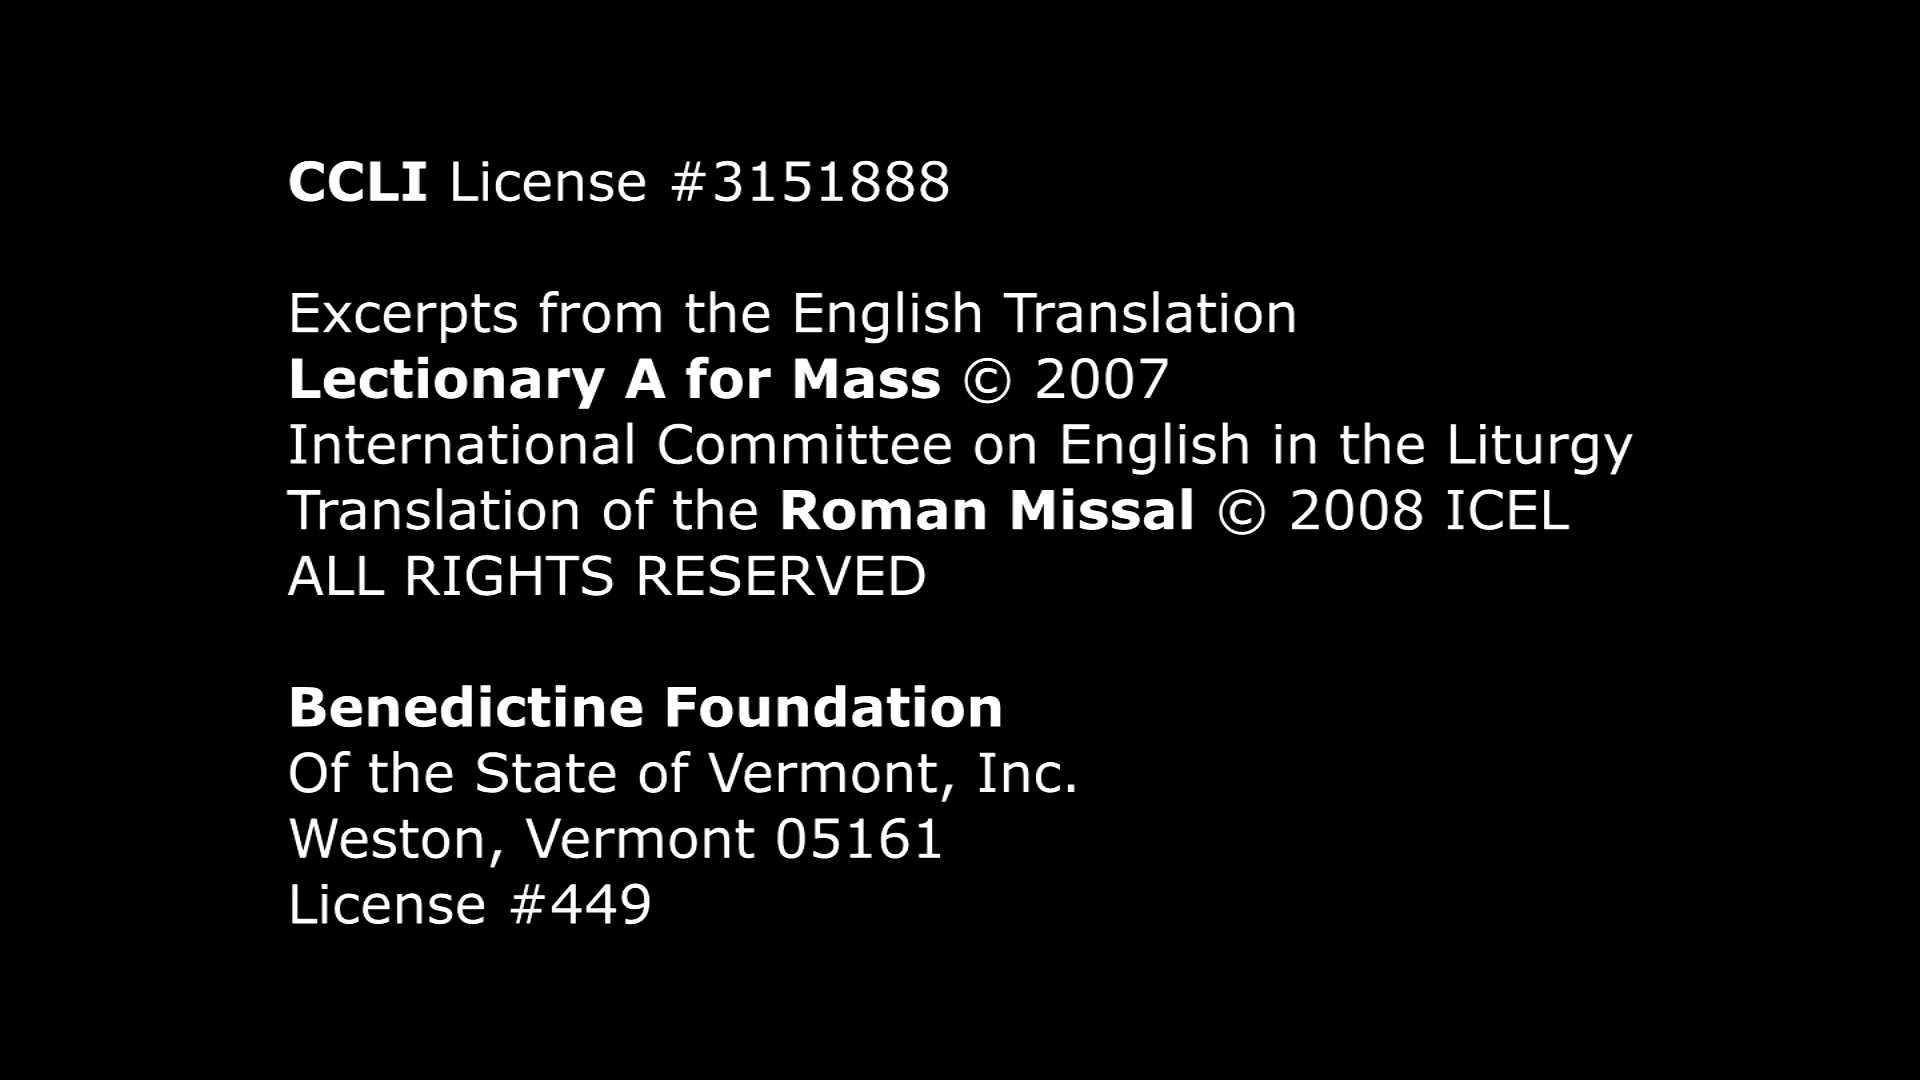 CCLI License #3151888
Excerpts from the English Translation
Lectionary A for Mass © 2007
International Committee on English in the Liturgy
Translation of the Roman Missal © 2008 ICEL
ALL RIGHTS RESERVED
Benedictine Foundation
Of the State of Vermont, Inc.
Weston, Vermont 05161
License #449